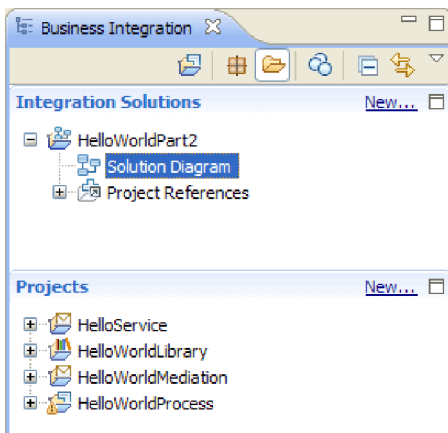 Business Integration
Integration Solutions New...
HelloWorldPart2
Solution Diagram
Project References
Projects New...
HelloService
HelloWorldLibrary
HelloWorldMediation
HelloWorldProcess